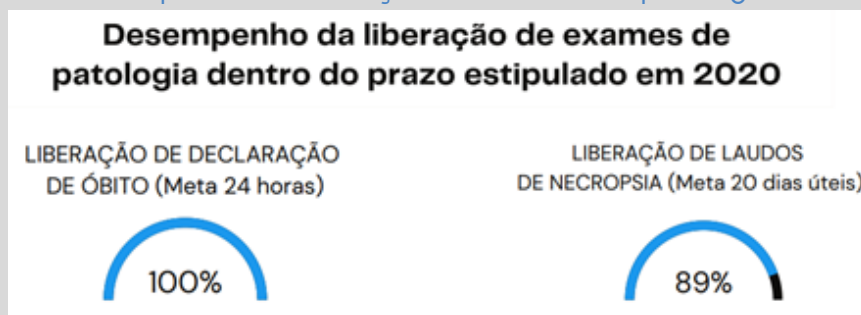 Desempenho da liberação de exames de
patologia dentro do prazo estipulado em 2020
LIBERAÇÃO DE DECLARAÇÃO
DE ÓBITO (Meta 24 horas)
100%
LIBERAÇÃO DE LAUDOS
DE NECROPSIA (Meta 20 dias úteis)
89%